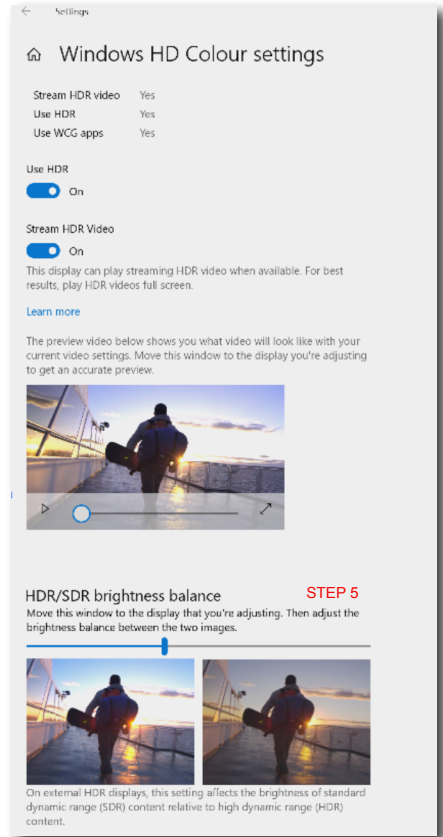 Settings
Windows HD Colour settings
Stream HDR video Yes
Use HDR Yes
Use WCG apps Yes
Use HDR
On
Stream HDR Video
On
This display can play streaming HDR video when available. For best
results, play HDR videos full screen.
Learn more
The preview video below shows you what video will look like with your
current video settings. Move this window to the display you're adjusting
to get an accurate preview.
HDR/SDR brightness balance STEP 5
Move this window to the display that you're adjusting. Then adjust the
brightness balance between the two images.
On external HDR displays, this setting affects the brightness of standard
dynamic range (SDR) content relative to high dynamic range (HDR)
content.